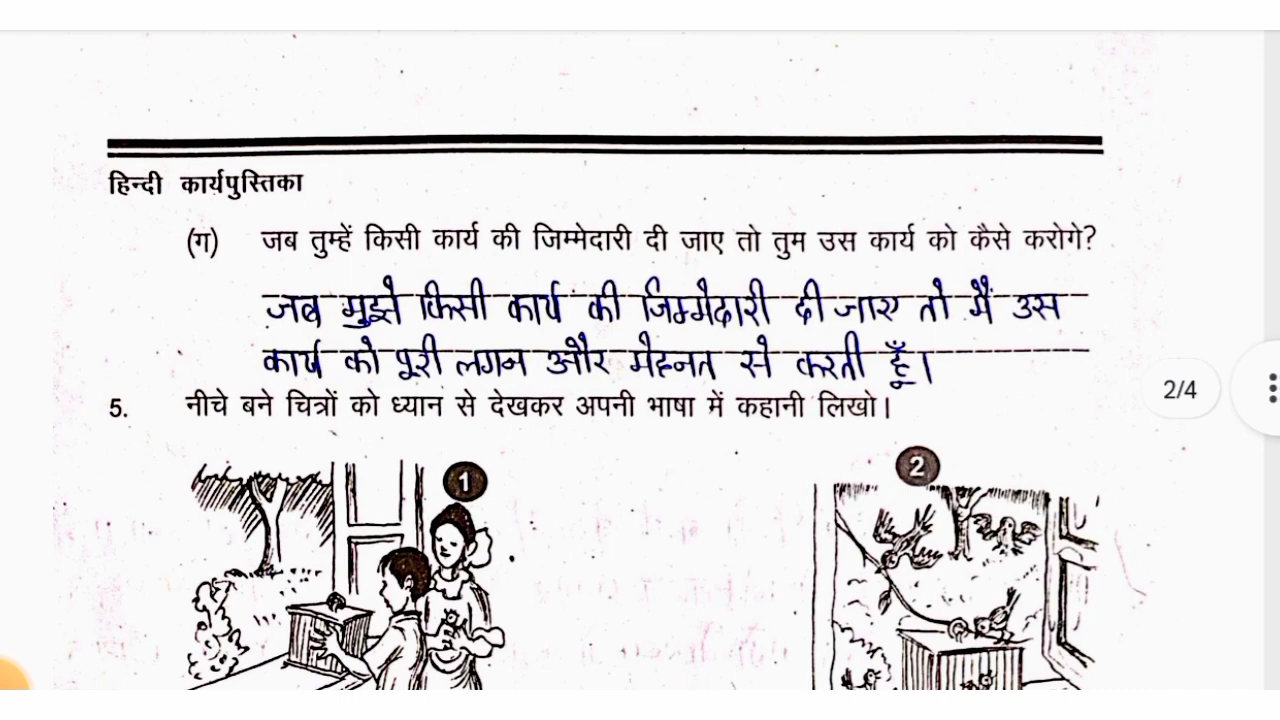 हिन्दी कार्यपुस्तिका
(ग) जब तुम्हें किसी कार्य की जिम्मेदारी दी जाए तो तुम उस कार्य को कैसे करोगे?
जब मुझे किसी कार्य की जिम्मेदारी दी जाए तो मैं उस
कार्य को पूरी लगन और मेहनत से करती हूँ।
2/4
5. नीचे बने चित्रों को ध्यान से देखकर अपनी भाषा में कहानी लिखो।
1
2